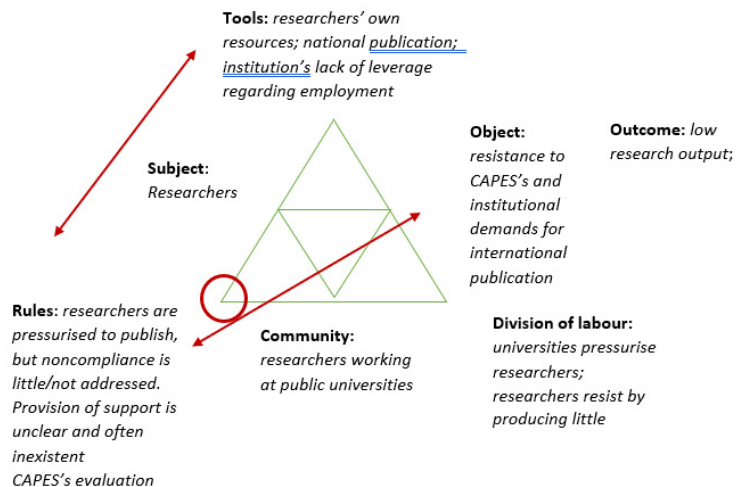 Tools: researchers' own
resources; national publication;
institution's lack of leverage
regarding employment
Subject:
Researchers
Object:
resistance to
CAPES's and
institutional
demands for
international
publication
Outcome: low
research output;
Rules: researchers are
pressurised to publish,
but noncompliance is
little/not addressed.
Provision of support is
unclear and often
inexistent
CAPES's evaluation
Community:
researchers working
at public universities
Division of labour:
universities pressurise
researchers;
researchers resist by
producing little